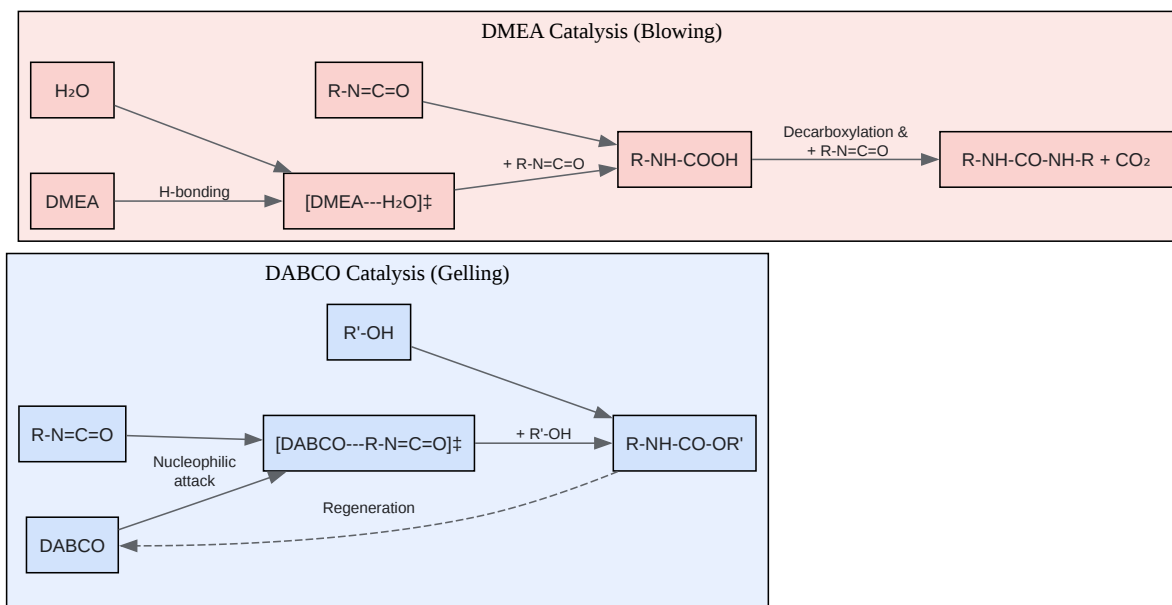 DMEA Catalysis (Blowing)
H₂O
R-N=C=O
DMEA
H-bonding
[DMEA---H₂O]‡
+ R-N=C=O
R-NH-COOH
Decarboxylation &
+ R-N=C=O
R-NH-CO-NH-R + CO₂
DABCO Catalysis (Gelling)
R'-OH
R-N=C=O
Nucleophilic
attack
DABCO
[DABCO---R-N=C=O]‡
+ R'-OH
R-NH-CO-OR'
Regeneration